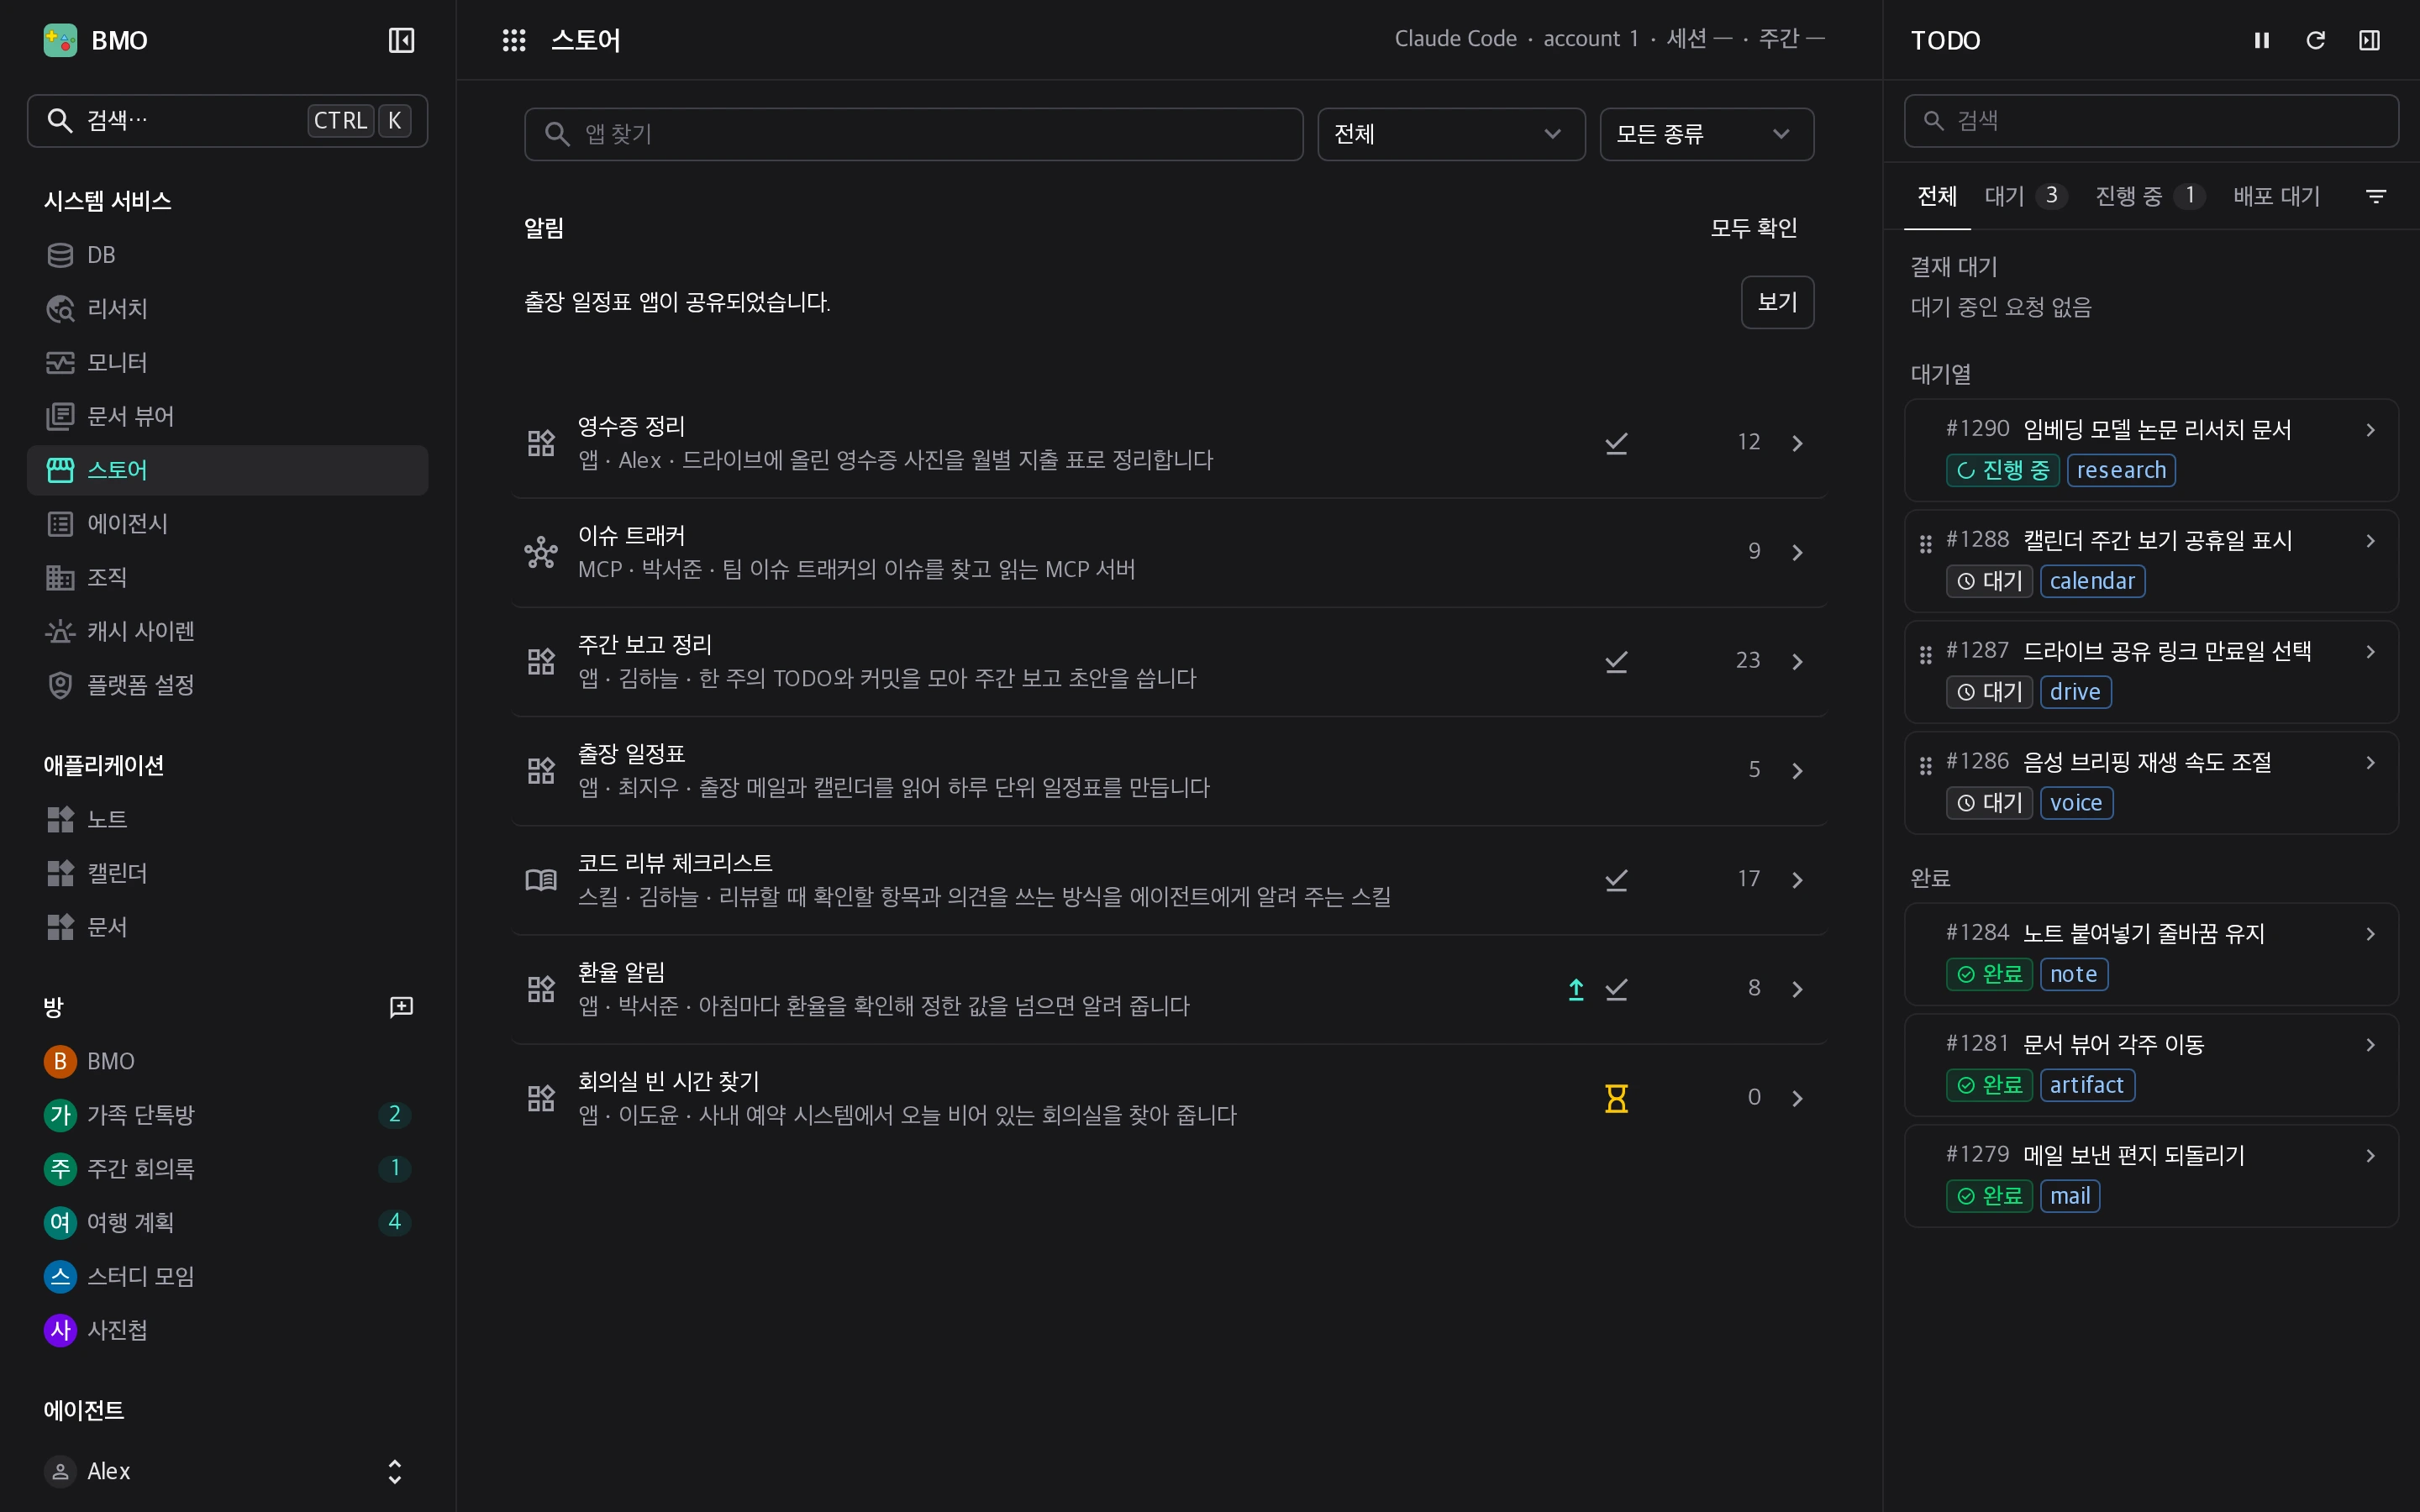 BMO
검색…
CTRL K
시스템 서비스
DB
리서치
모니터
문서 뷰어
스토어
에이전시
조직
캐시 사이렌
플랫폼 설정
애플리케이션
노트
캘린더
문서
방
B BMO
가 가족 단톡방 2
주 주간 회의록 1
여 여행 계획 4
스 스터디 모임
사 사진첩
에이전트
Alex
스토어
Claude Code · account 1 · 세션 — · 주간 —
앱 찾기
전체
모든 종류
알림
모두 확인
출장 일정표 앱이 공유되었습니다.
보기
영수증 정리
앱 · Alex · 드라이브에 올린 영수증 사진을 월별 지출 표로 정리합니다
12
이슈 트래커
MCP · 박서준 · 팀 이슈 트래커의 이슈를 찾고 읽는 MCP 서버
9
주간 보고 정리
앱 · 김하늘 · 한 주의 TODO와 커밋을 모아 주간 보고 초안을 씁니다
23
출장 일정표
앱 · 최지우 · 출장 메일과 캘린더를 읽어 하루 단위 일정표를 만듭니다
5
코드 리뷰 체크리스트
스킬 · 김하늘 · 리뷰할 때 확인할 항목과 의견을 쓰는 방식을 에이전트에게 알려 주는 스킬
17
환율 알림
앱 · 박서준 · 아침마다 환율을 확인해 정한 값을 넘으면 알려 줍니다
8
회의실 빈 시간 찾기
앱 · 이도윤 · 사내 예약 시스템에서 오늘 비어 있는 회의실을 찾아 줍니다
0
TODO
검색
전체 대기 3 진행 중 1 배포 대기
결재 대기
대기 중인 요청 없음
대기열
#1290 임베딩 모델 논문 리서치 문서
진행 중 research
#1288 캘린더 주간 보기 공휴일 표시
대기 calendar
#1287 드라이브 공유 링크 만료일 선택
대기 drive
#1286 음성 브리핑 재생 속도 조절
대기 voice
완료
#1284 노트 붙여넣기 줄바꿈 유지
완료 note
#1281 문서 뷰어 각주 이동
완료 artifact
#1279 메일 보낸 편지 되돌리기
완료 mail